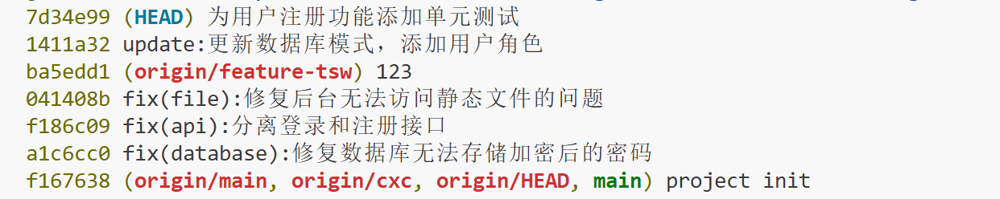 7d34e99 (HEAD) 为用户注册功能添加单元测试
1411a32 update:更新数据库模式，添加用户角色
ba5edd1 (origin/feature-tsw) 123
041408b fix(file):修复后台无法访问静态文件的问题
f186c09 fix(api):分离登录和注册接口
a1c6cc0 fix(database):修复数据库无法存储加密后的密码
f167638 (origin/main, origin/cxc, origin/HEAD, main) project init